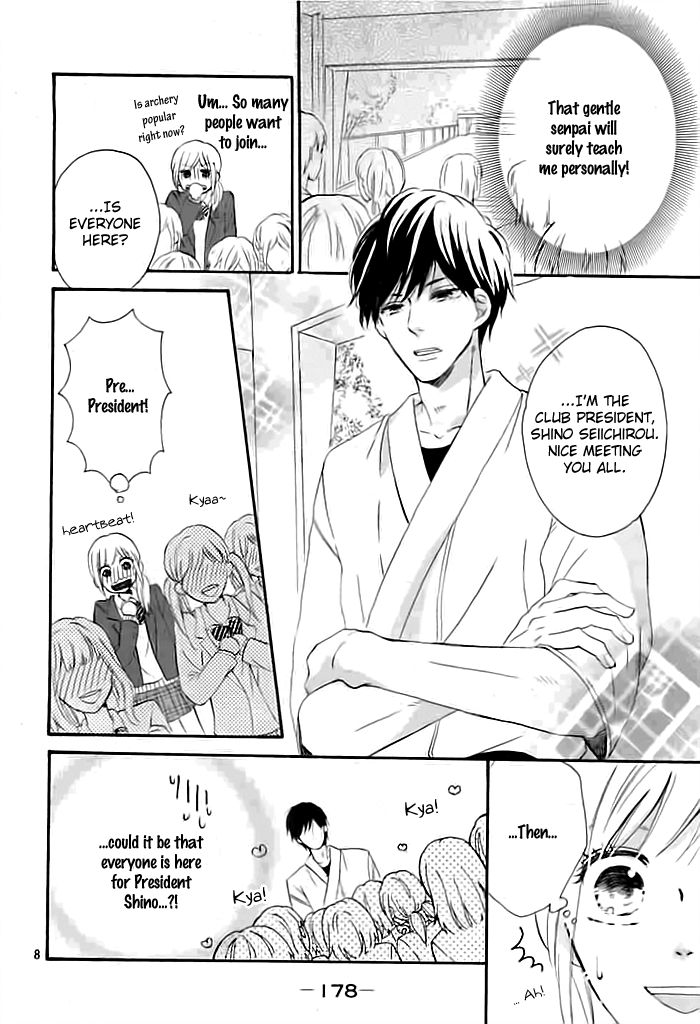 That gentle
senpai will
surely teach
me personally!
Um... So many
people want
to join...
Is archery
popular
right now?
...IS
EVERYONE
HERE?
...I'M THE
CLUB PRESIDENT,
SHINO SEIICHIROU.
NICE MEETING
YOU ALL.
Pre...
President!
Kyaa~
heartbeat!
...Then...
... Ah!
Kya!
Kya!
...could it be that
everyone is here
for President
Shino...?!
8
-178-